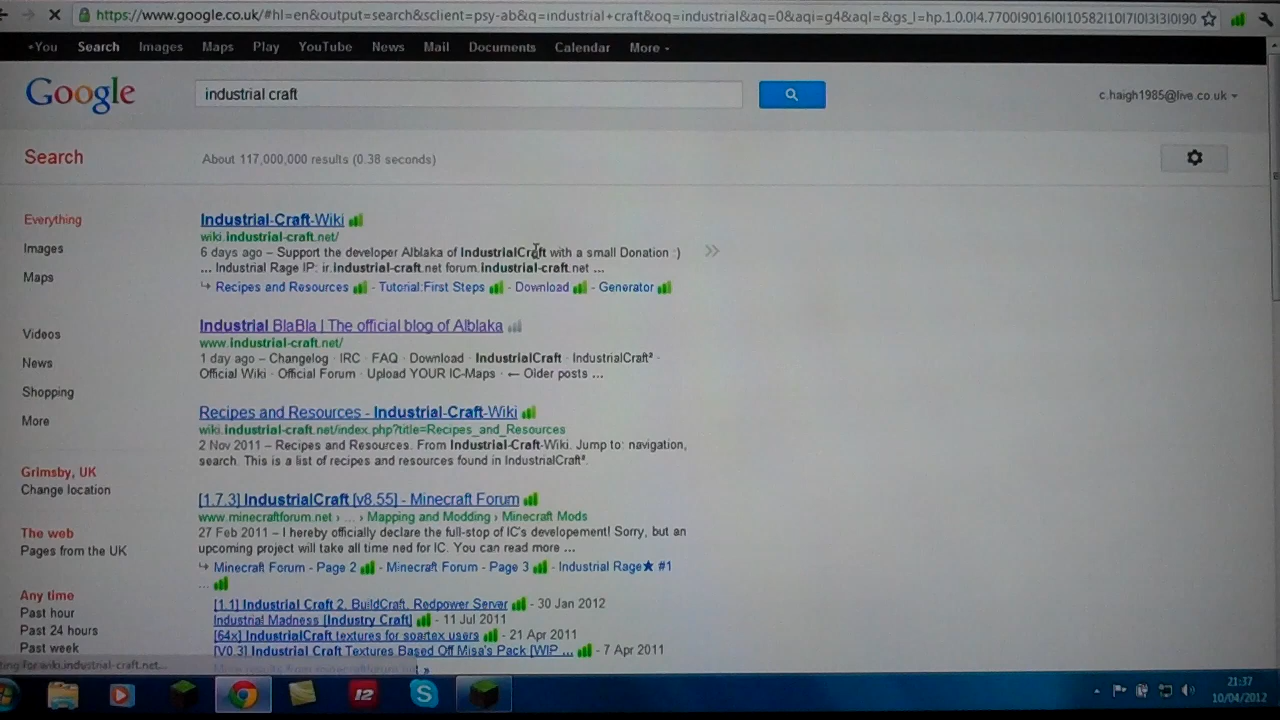 https://www.google.co.uk/#hl=en&output=search&sclient=psy-ab&q=industrial+craft&oq=industrial&aq=0&aqi=g4&aql=&gs_l=hp.1.0.0l4.7700l9016l0l10582l10l7l0l3l3l0l90
+You Search Images Maps Play YouTube News Mail Documents Calendar More
Google industrial craft c.haigh1985@live.co.uk
Search About 117,000,000 results (0.38 seconds)
Everything
Images
Maps
Videos
News
Shopping
More
Grimsby, UK
Change location
The web
Pages from the UK
Any time
Past hour
Past 24 hours
Past week
Industrial-Craft-Wiki
wiki.industrial-craft.net/
6 days ago – Support the developer Alblaka of IndustrialCraft with a small Donation :)
... Industrial Rage IP: ir.industrial-craft.net forum.industrial-craft.net ...
Recipes and Resources - Tutorial:First Steps - Download - Generator
Industrial BlaBla | The official blog of Alblaka
www.industrial-craft.net/
1 day ago – Changelog · IRC · FAQ · Download · IndustrialCraft · IndustrialCraft² ·
Official Wiki · Official Forum · Upload YOUR IC-Maps · ← Older posts ...
Recipes and Resources - Industrial-Craft-Wiki
wiki.industrial-craft.net/index.php?title=Recipes_and_Resources
2 Nov 2011 – Recipes and Resources. From Industrial-Craft-Wiki. Jump to: navigation,
search. This is a list of recipes and resources found in IndustrialCraft².
[1.7.3] IndustrialCraft [v8.55] - Minecraft Forum
www.minecraftforum.net › ... › Mapping and Modding › Minecraft Mods
27 Feb 2011 – I hereby officially declare the full-stop of IC's developement! Sorry, but an
upcoming project will take all time ned for IC. You can read more ...
Minecraft Forum - Page 2 - Minecraft Forum - Page 3 - Industrial Rage★ #1
...
[1.1] Industrial Craft 2, BuildCraft, Redpower Server - 30 Jan 2012
Industrial Madness [Industry Craft] - 11 Jul 2011
[64x] IndustrialCraft textures for soartex users - 21 Apr 2011
[V0.3] Industrial Craft Textures Based Off Misa's Pack [WIP ... - 7 Apr 2011
More results from minecraftforum.net »
ting for wiki.industrial-craft.net...
12
21:37
10/04/2012